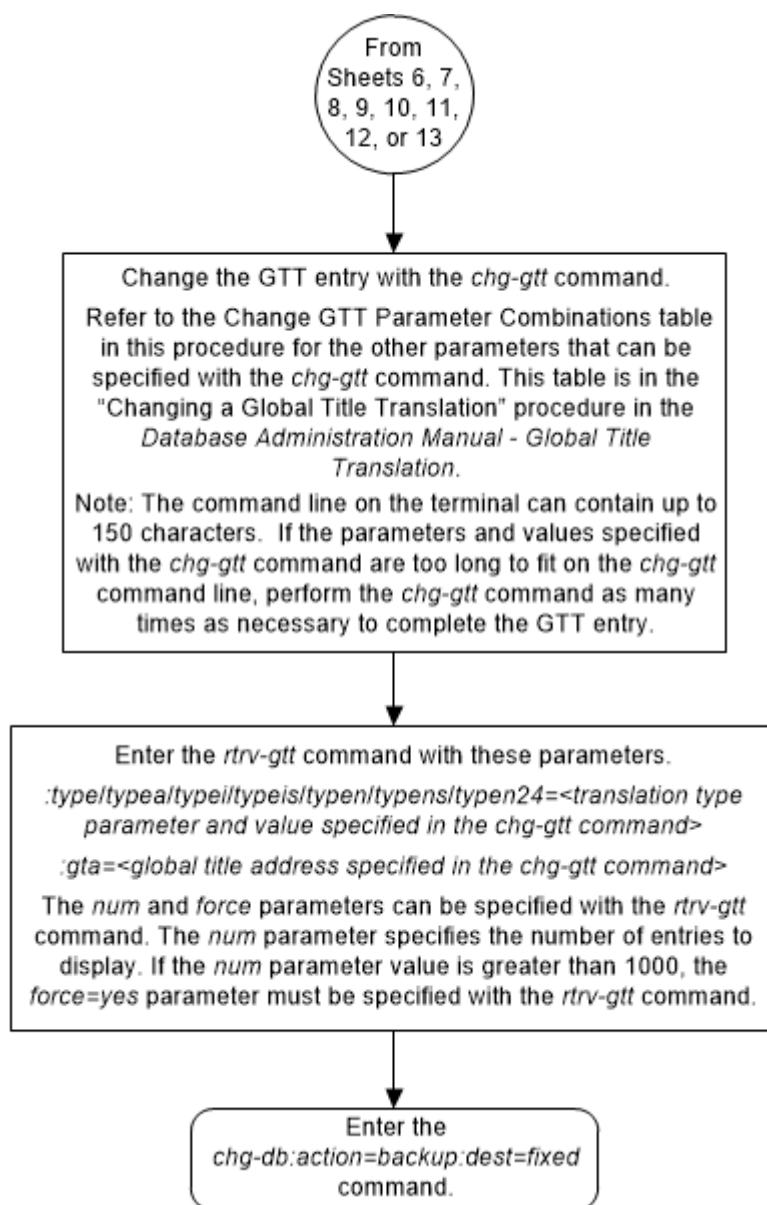 From
Sheets 6, 7,
8, 9, 10, 11,
12, or 13
Change the GTT entry with the chg-gtt command.
Refer to the Change GTT Parameter Combinations table
in this procedure for the other parameters that can be
specified with the chg-gtt command. This table is in the
“Changing a Global Title Translation” procedure in the
Database Administration Manual - Global Title
Translation.
Note: The command line on the terminal can contain up to
150 characters. If the parameters and values specified
with the chg-gtt command are too long to fit on the chg-gtt
command line, perform the chg-gtt command as many
times as necessary to complete the GTT entry.
Enter the rtrv-gtt command with these parameters.
:type/typea/typei/typeis/typen/typens/typen24=<translation type
parameter and value specified in the chg-gtt command>
:gta=<global title address specified in the chg-gtt command>
The num and force parameters can be specified with the rtrv-gtt
command. The num parameter specifies the number of entries to
display. If the num parameter value is greater than 1000, the
force=yes parameter must be specified with the rtrv-gtt command.
Enter the
chg-db:action=backup:dest=fixed
command.